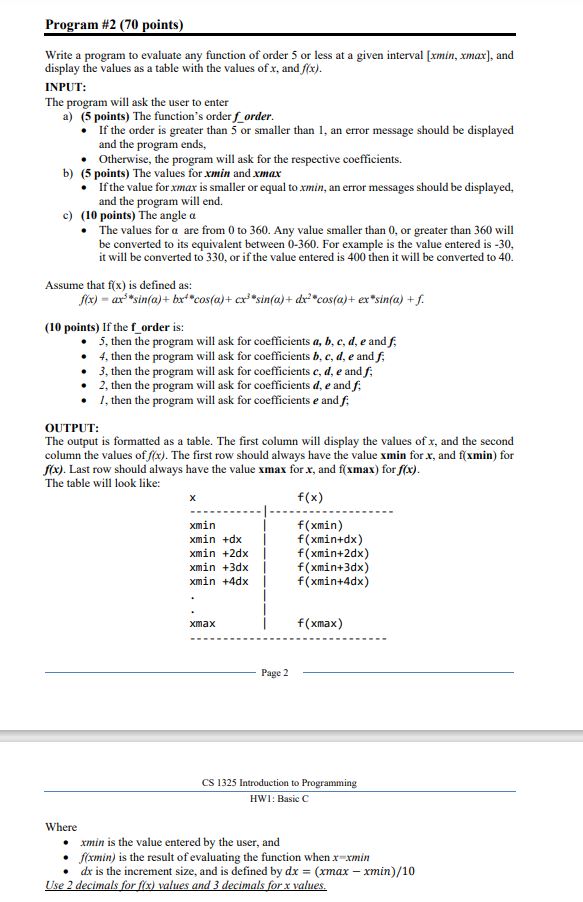 Program #2 (70 points)
Write a program to evaluate any function of order 5 or less at a given interval [xmin, xmax], and
display the values as a table with the values of x, and f(x).
INPUT:
The program will ask the user to enter
a) (5 points) The function's order f_order.
• If the order is greater than 5 or smaller than 1, an error message should be displayed
and the program ends,
• Otherwise, the program will ask for the respective coefficients.
b) (5 points) The values for xmin and xmax
• If the value for xmax is smaller or equal to xmin, an error messages should be displayed,
and the program will end.
c) (10 points) The angle α
• The values for α are from 0 to 360. Any value smaller than 0, or greater than 360 will
be converted to its equivalent between 0-360. For example is the value entered is -30,
it will be converted to 330, or if the value entered is 400 then it will be converted to 40.
Assume that f(x) is defined as:
f(x) = ax⁵*sin(α)+ bx⁴*cos(α)+ cx³*sin(α)+ dx²*cos(α)+ ex*sin(α) +f.
(10 points) If the f_order is:
• 5, then the program will ask for coefficients a, b, c, d, e and f;
• 4, then the program will ask for coefficients b, c, d, e and f;
• 3, then the program will ask for coefficients c, d, e and f;
• 2, then the program will ask for coefficients d, e and f;
• 1, then the program will ask for coefficients e and f;
OUTPUT:
The output is formatted as a table. The first column will display the values of x, and the second
column the values of f(x). The first row should always have the value xmin for x, and f(xmin) for
f(x). Last row should always have the value xmax for x, and f(xmax) for f(x).
The table will look like:
x f(x)
-----------|-------------------
xmin | f(xmin)
xmin +dx | f(xmin+dx)
xmin +2dx | f(xmin+2dx)
xmin +3dx | f(xmin+3dx)
xmin +4dx | f(xmin+4dx)
. |
. |
xmax | f(xmax)
------------------------------
Page 2
CS 1325 Introduction to Programming
HW1: Basic C
Where
• xmin is the value entered by the user, and
• f(xmin) is the result of evaluating the function when x=xmin
• dx is the increment size, and is defined by dx = (xmax − xmin)/10
Use 2 decimals for f(x) values and 3 decimals for x values.